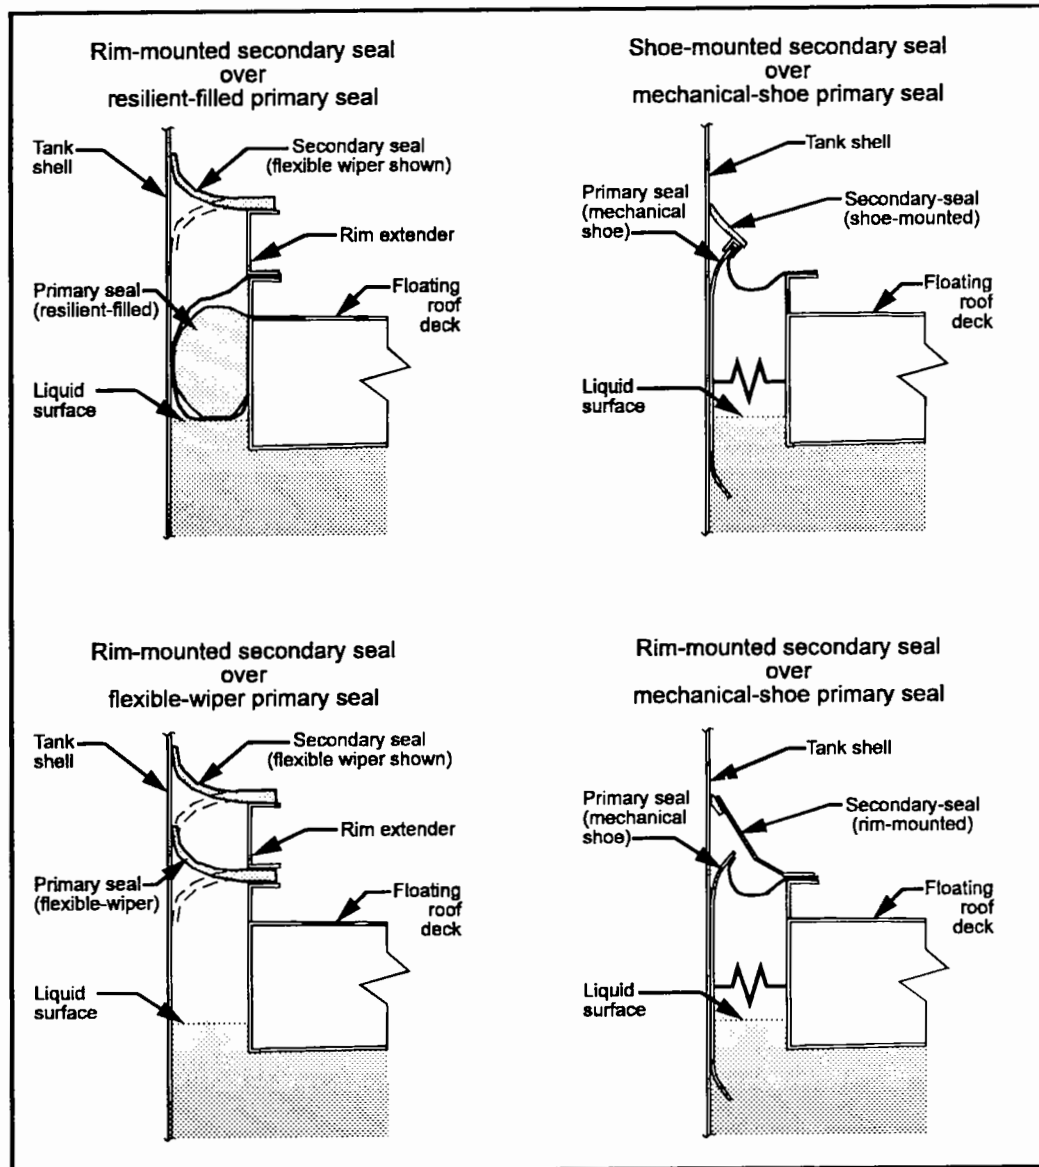 Rim-mounted secondary seal
over
resilient-filled primary seal
Tank
shell
Secondary seal
(flexible wiper shown)
Rim extender
Primary seal
(resilient-filled)
Floating
roof
deck
Liquid
surface
Shoe-mounted secondary seal
over
mechanical-shoe primary seal
Tank shell
Primary seal
(mechanical
shoe)
Secondary-seal
(shoe-mounted)
Floating
roof
deck
Liquid
surface
Rim-mounted secondary seal
over
flexible-wiper primary seal
Tank
shell
Secondary seal
(flexible wiper shown)
Rim extender
Primary seal
(flexible-wiper)
Floating
roof
deck
Liquid
surface
Rim-mounted secondary seal
over
mechanical-shoe primary seal
Tank shell
Primary seal
(mechanical
shoe)
Secondary-seal
(rim-mounted)
Floating
roof
deck
Liquid
surface